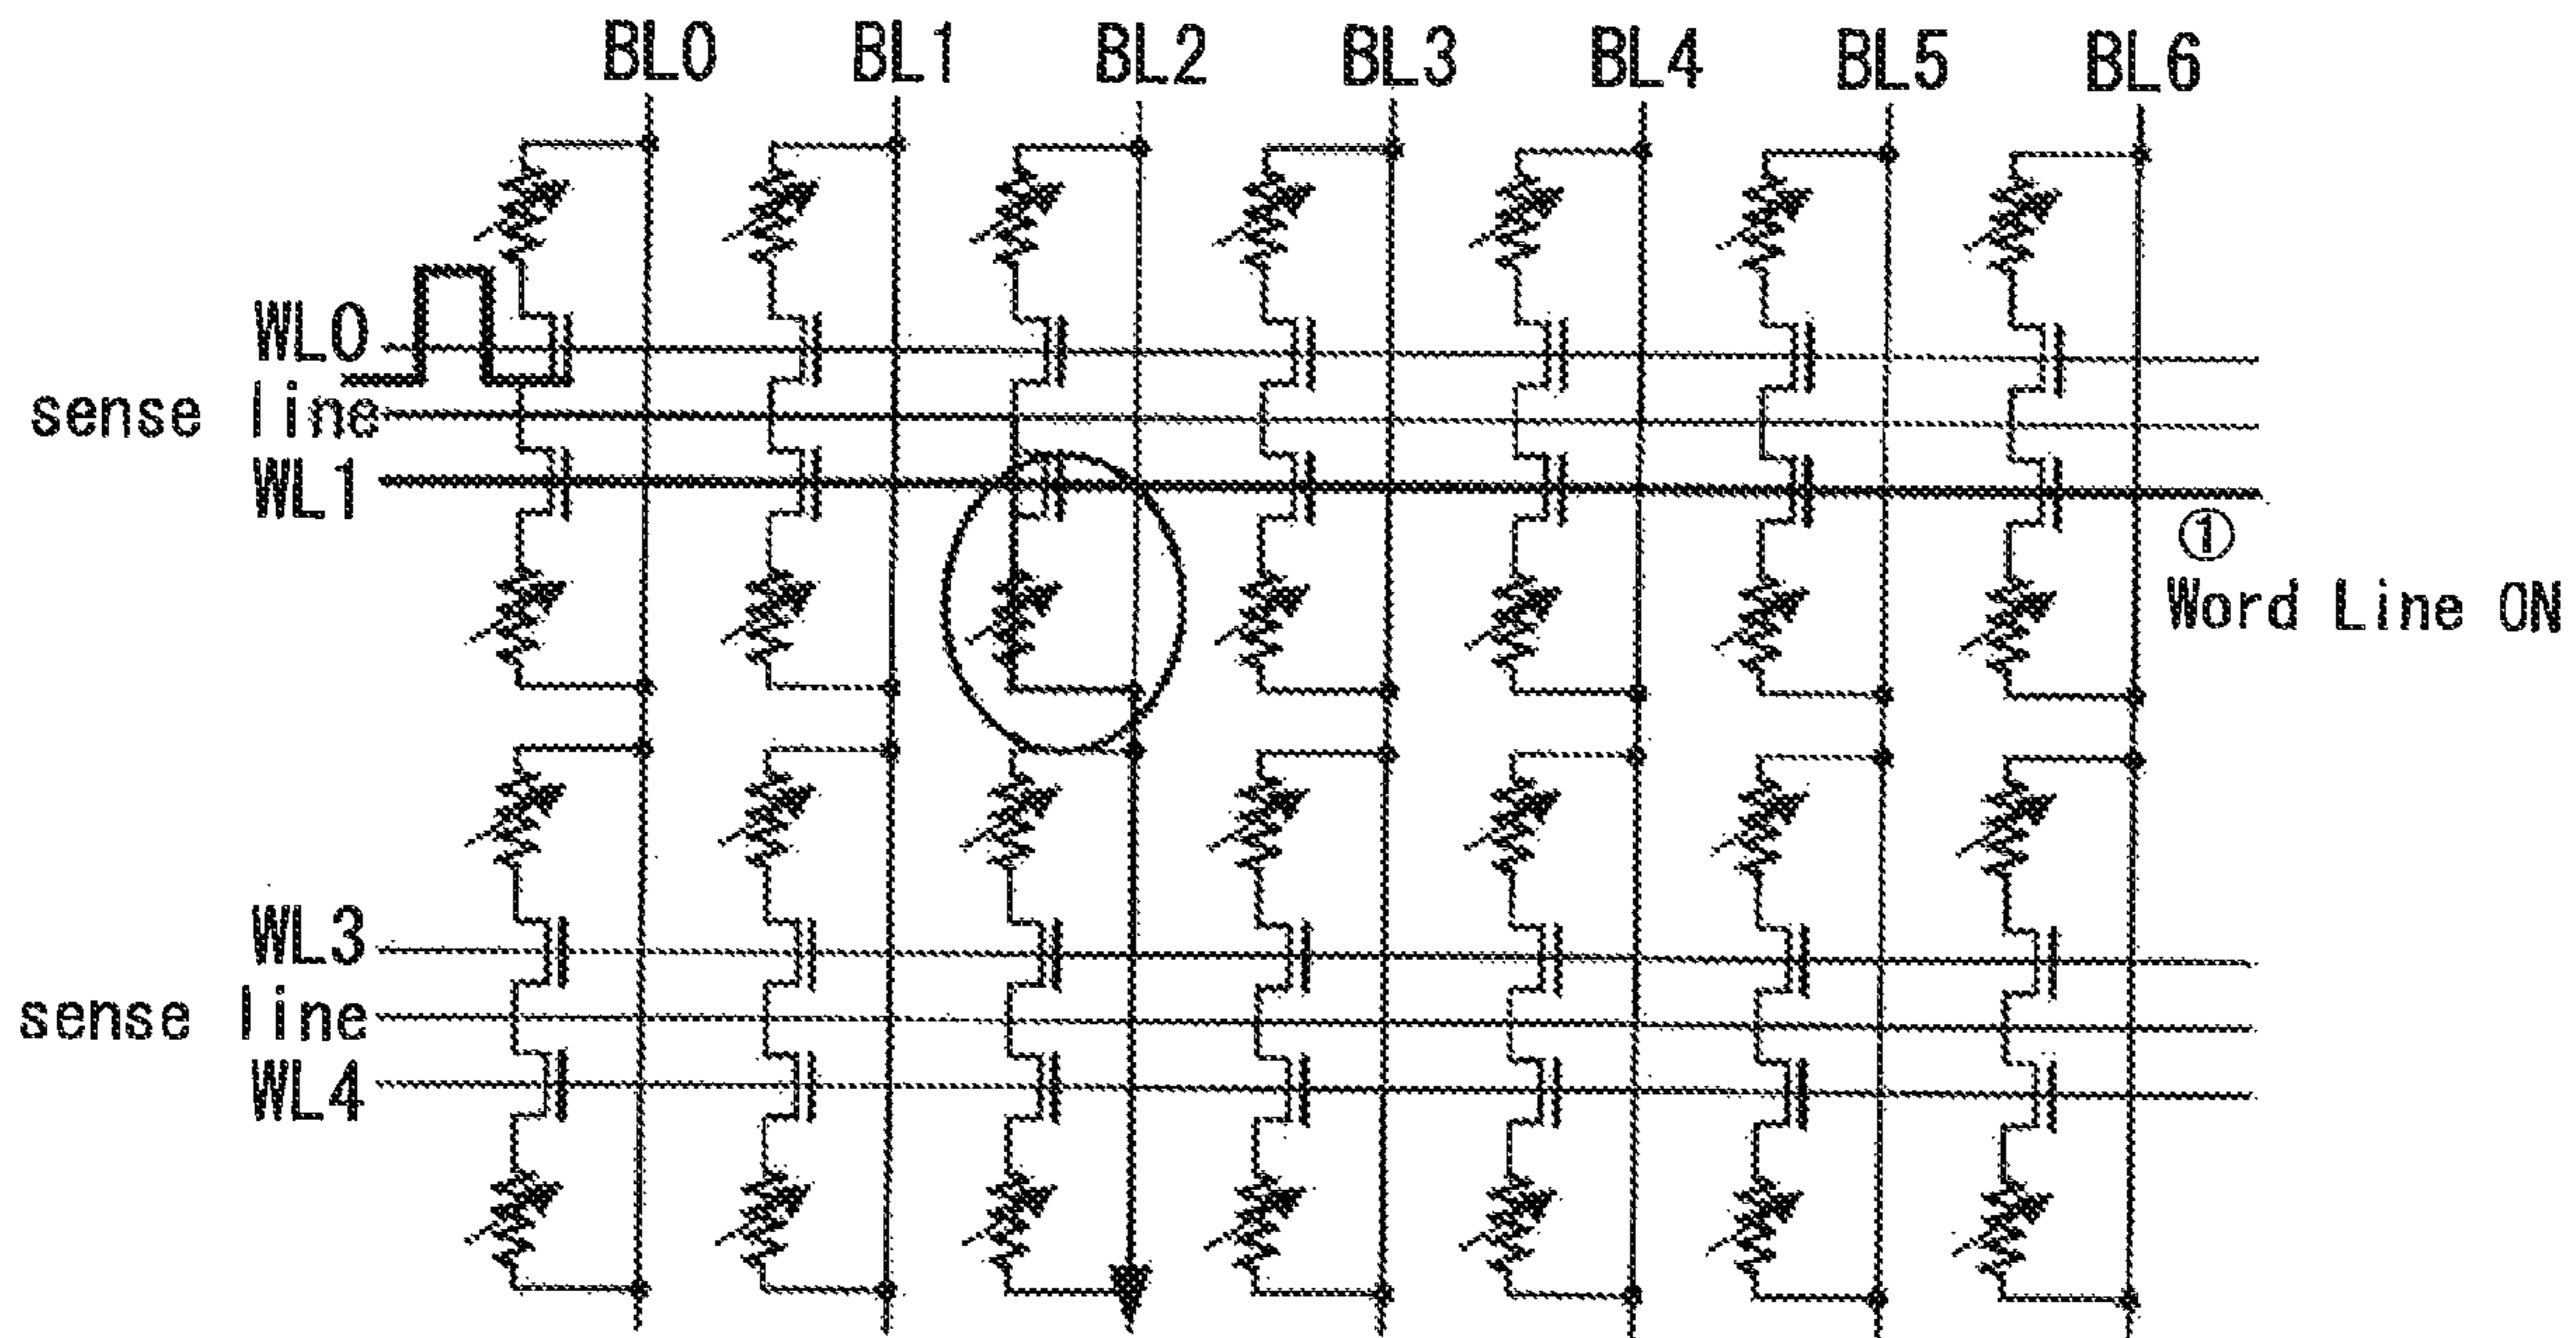 BL0 BL1 BL2 BL3 BL4 BL5 BL6
WL0
sense line
WL1
①
Word Line ON
WL3
sense line
WL4